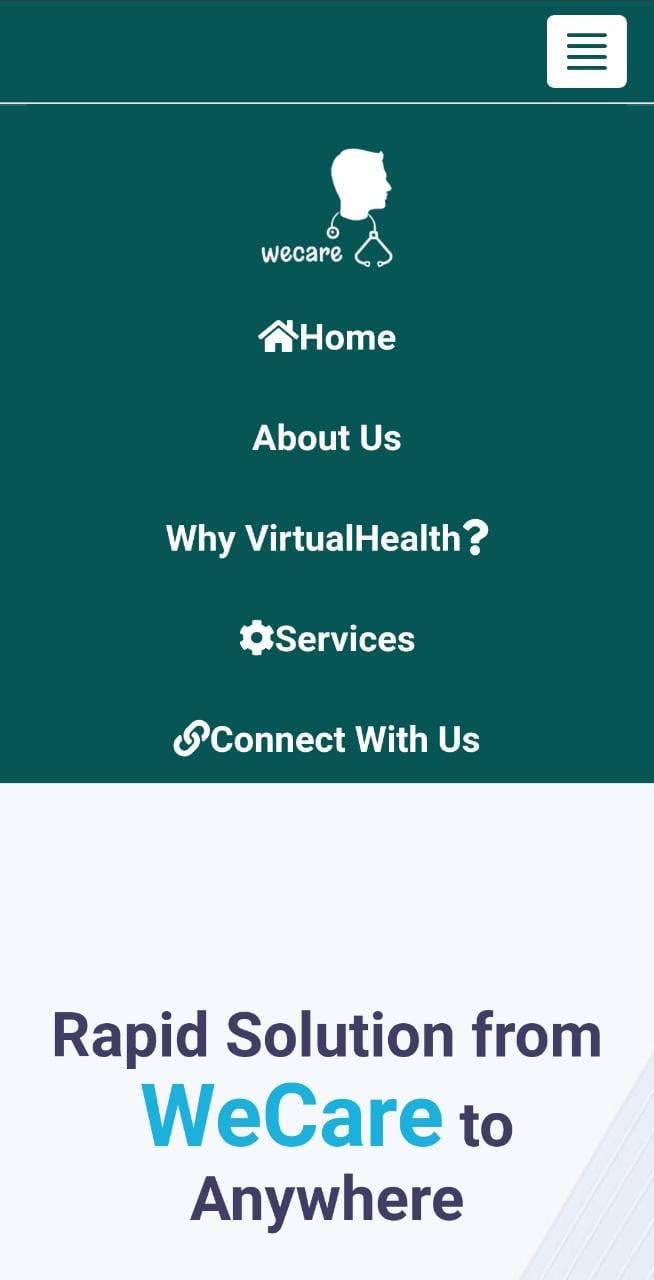 wecare
Home
About Us
Why VirtualHealth?
Services
Connect With Us
Rapid Solution from
WeCare to
Anywhere